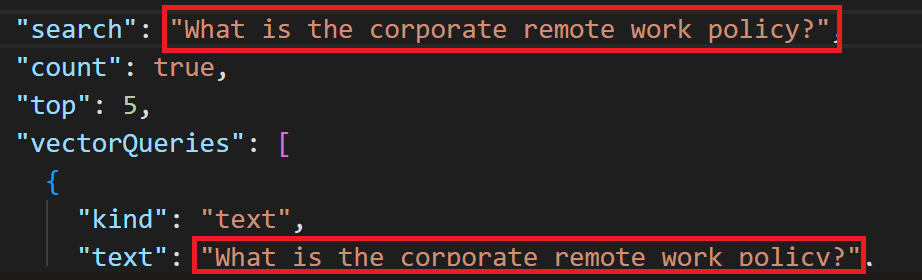 "search": "What is the corporate remote work policy?",
"count": true,
"top": 5,
"vectorQueries": [
{
"kind": "text",
"text": "What is the corporate remote work policy?",